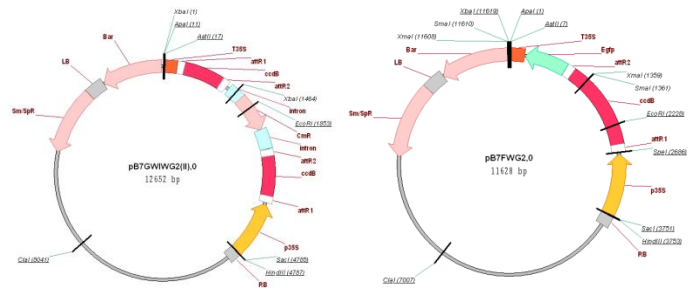 XbaI (1)
ApaI (11)
AatII (17)
T35S
attR1
ccdB
attR2
XbaI (1464)
intron
EcoRI (1853)
CmR
intron
attR2
ccdB
attR1
p35S
SacI (4765)
HindIII (4787)
RB
ClaI (8041)
Sm/SpR
LB
Bar
pB7GWIWG2(II),0
12652 bp
XbaI (11619)
SmaI (11610)
XmaI (11608)
ApaI (1)
AatII (7)
T35S
Egfp
attR2
XmaI (1359)
SmaI (1361)
ccdB
EcoRI (2228)
attR1
SpeI (2686)
p35S
SacI (3751)
HindIII (3753)
RB
ClaI (7007)
Sm/SpR
LB
Bar
pB7FWG2,0
11628 bp